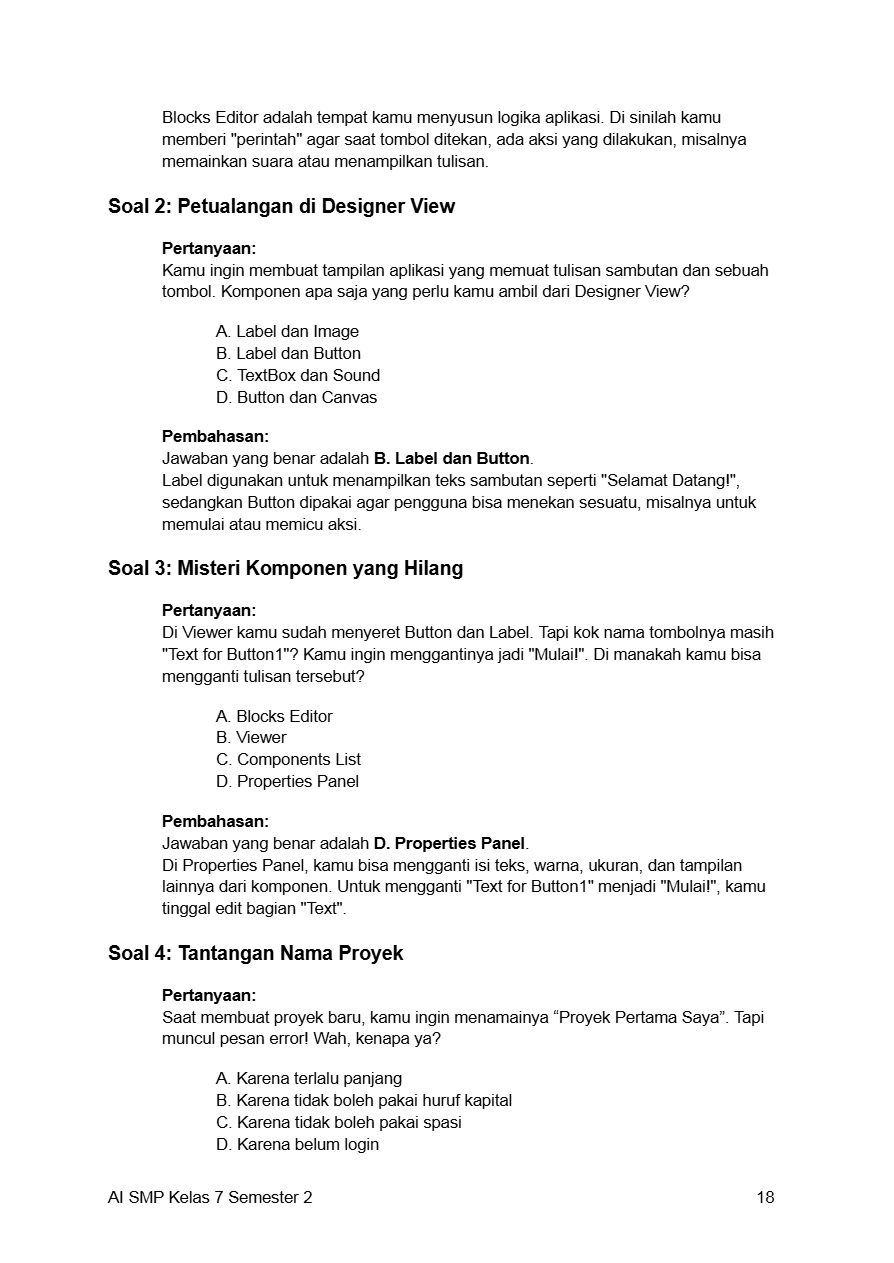 Blocks Editor adalah tempat kamu menyusun logika aplikasi. Di sinilah kamu
memberi "perintah" agar saat tombol ditekan, ada aksi yang dilakukan, misalnya
memainkan suara atau menampilkan tulisan.
Soal 2: Petualangan di Designer View
Pertanyaan:
Kamu ingin membuat tampilan aplikasi yang memuat tulisan sambutan dan sebuah
tombol. Komponen apa saja yang perlu kamu ambil dari Designer View?
A. Label dan Image
B. Label dan Button
C. TextBox dan Sound
D. Button dan Canvas
Pembahasan:
Jawaban yang benar adalah B. Label dan Button.
Label digunakan untuk menampilkan teks sambutan seperti "Selamat Datang!",
sedangkan Button dipakai agar pengguna bisa menekan sesuatu, misalnya untuk
memulai atau memicu aksi.
Soal 3: Misteri Komponen yang Hilang
Pertanyaan:
Di Viewer kamu sudah menyeret Button dan Label. Tapi kok nama tombolnya masih
"Text for Button1"? Kamu ingin menggantinya jadi "Mulai!". Di manakah kamu bisa
mengganti tulisan tersebut?
A. Blocks Editor
B. Viewer
C. Components List
D. Properties Panel
Pembahasan:
Jawaban yang benar adalah D. Properties Panel.
Di Properties Panel, kamu bisa mengganti isi teks, warna, ukuran, dan tampilan
lainnya dari komponen. Untuk mengganti "Text for Button1" menjadi "Mulai!", kamu
tinggal edit bagian "Text".
Soal 4: Tantangan Nama Proyek
Pertanyaan:
Saat membuat proyek baru, kamu ingin menamainya “Proyek Pertama Saya”. Tapi
muncul pesan error! Wah, kenapa ya?
A. Karena terlalu panjang
B. Karena tidak boleh pakai huruf kapital
C. Karena tidak boleh pakai spasi
D. Karena belum login
AI SMP Kelas 7 Semester 2 18